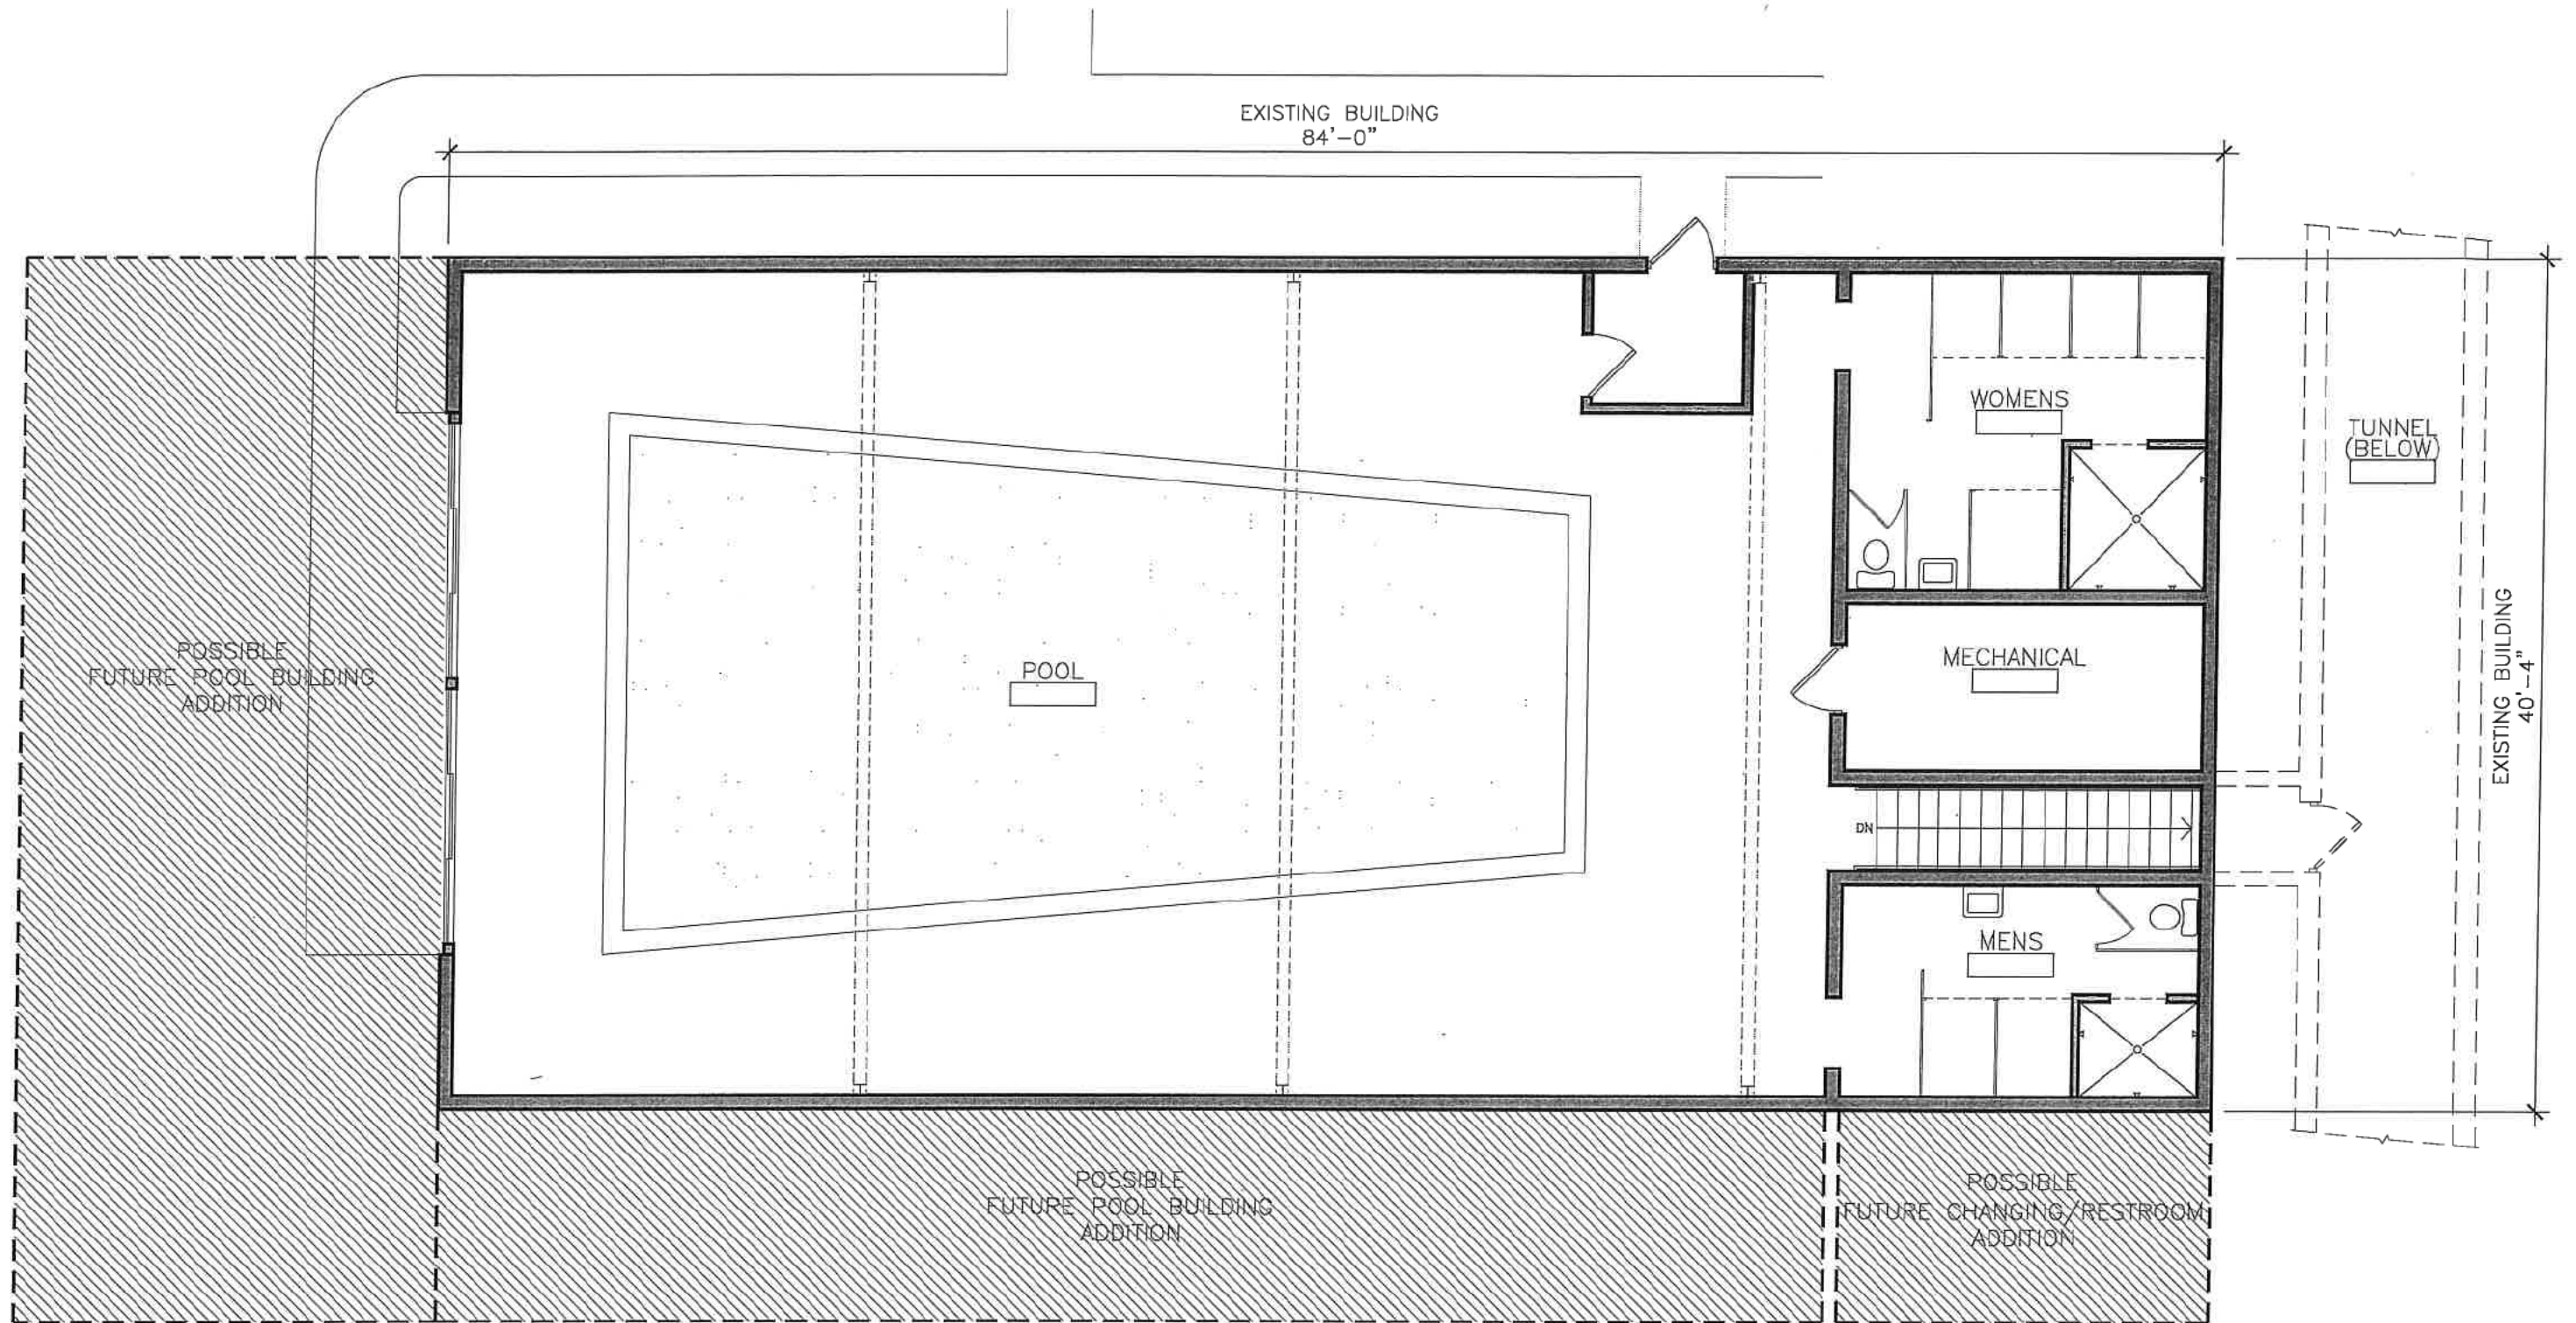 EXISTING BUILDING
84'-0"
WOMENS
TUNNEL
(BELOW)
POSSIBLE
FUTURE POOL BUILDING
ADDITION
POOL
MECHANICAL
EXISTING BUILDING
40'-4"
DN
MENS
POSSIBLE
FUTURE POOL BUILDING
ADDITION
POSSIBLE
FUTURE CHANGING/RESTROOM
ADDITION